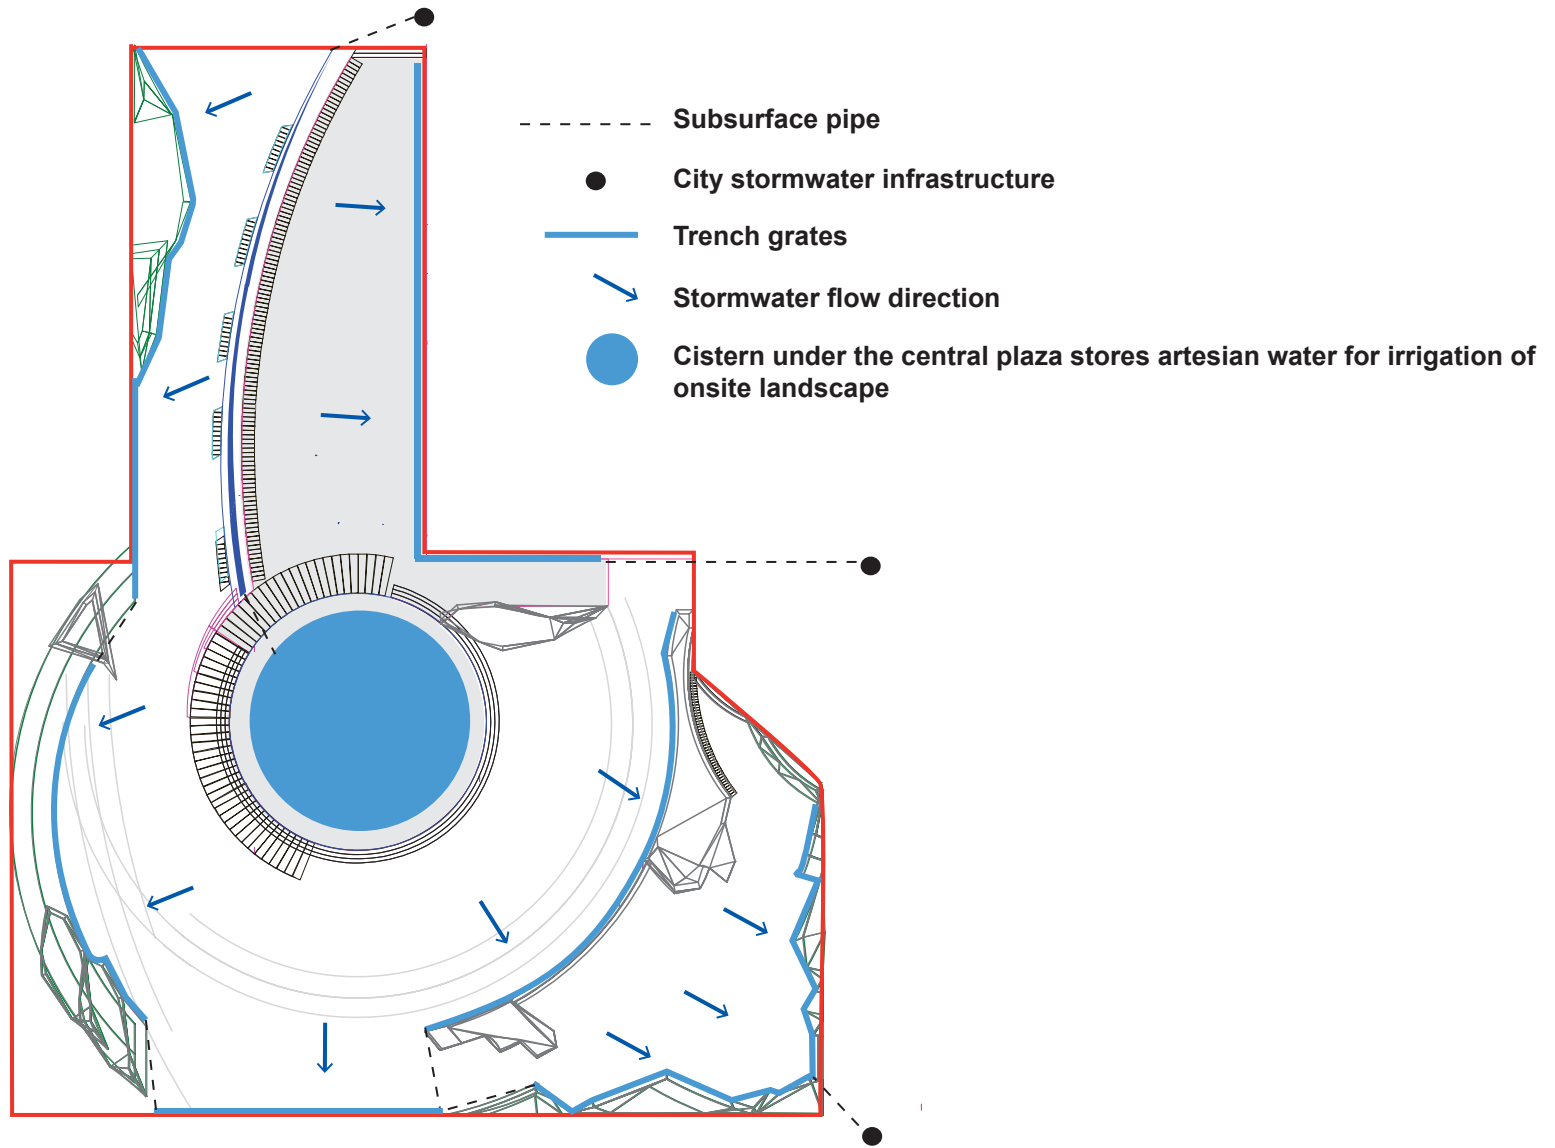 Subsurface pipe
City stormwater infrastructure
Trench grates
Stormwater flow direction
Cistern under the central plaza stores artesian water for irrigation of
onsite landscape